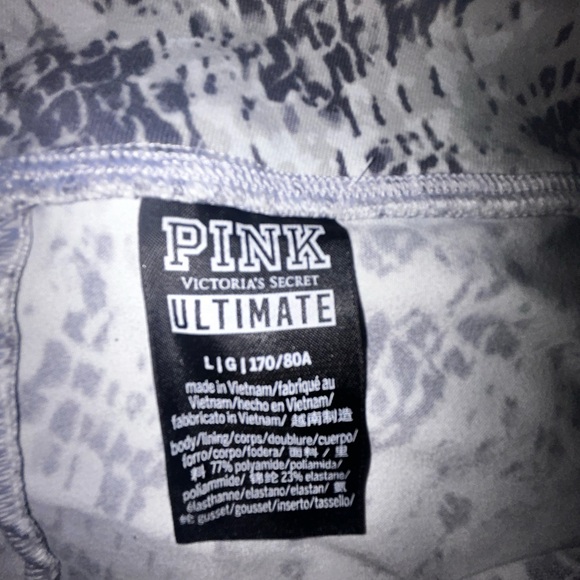 PINK
VICTORIA'S SECRET
ULTIMATE
L|G|170/80A
made in Vietnam/fabriqué au
Vietnam/hecho en Vietnam/
fabbricato in Vietnam/ 越南制造
body/lining/corps/doublure/cuerpo/
forro/corpo/fodera/ 面料 / 里
料 77% polyamide/poliamida/
poliammide/ 锦纶 23% elastane/
élasthanne/elastano/elastan/ 氨
纶 gusset/gousset/inserto/tassello/